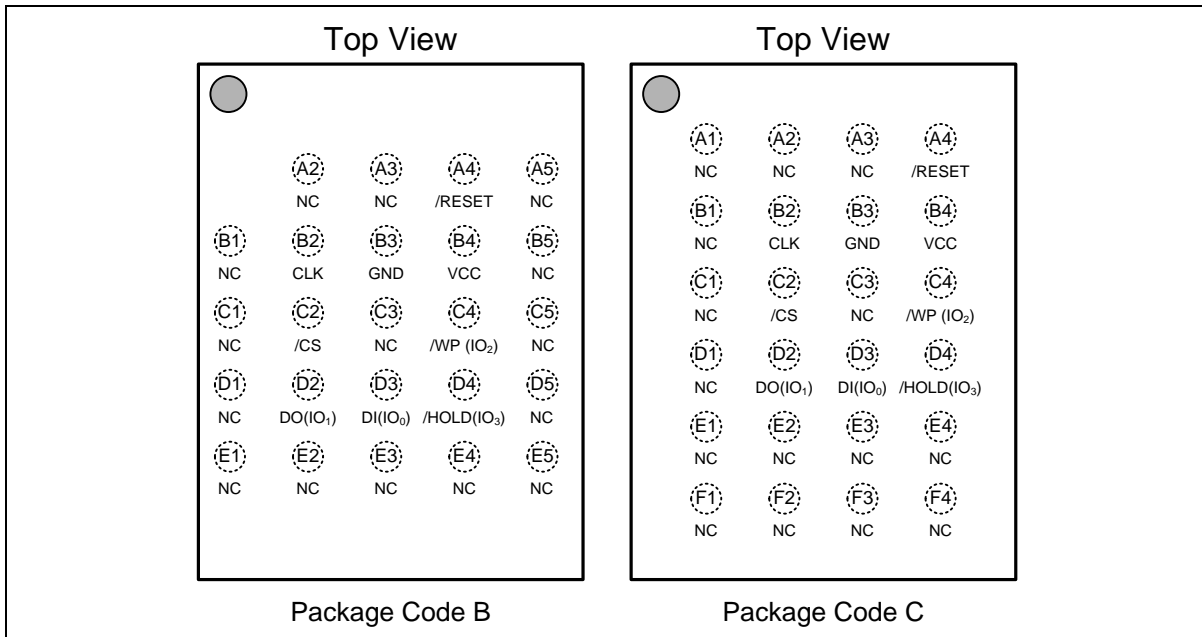 Top View
A2 A3 A4 A5
NC NC /RESET NC
B1 B2 B3 B4 B5
NC CLK GND VCC NC
C1 C2 C3 C4 C5
NC /CS NC /WP (IO₂) NC
D1 D2 D3 D4 D5
NC DO(IO₁) DI(IO₀) /HOLD(IO₃) NC
E1 E2 E3 E4 E5
NC NC NC NC NC
Package Code B
Top View
A1 A2 A3 A4
NC NC NC /RESET
B1 B2 B3 B4
NC CLK GND VCC
C1 C2 C3 C4
NC /CS NC /WP (IO₂)
D1 D2 D3 D4
NC DO(IO₁) DI(IO₀) /HOLD(IO₃)
E1 E2 E3 E4
NC NC NC NC
F1 F2 F3 F4
NC NC NC NC
Package Code C